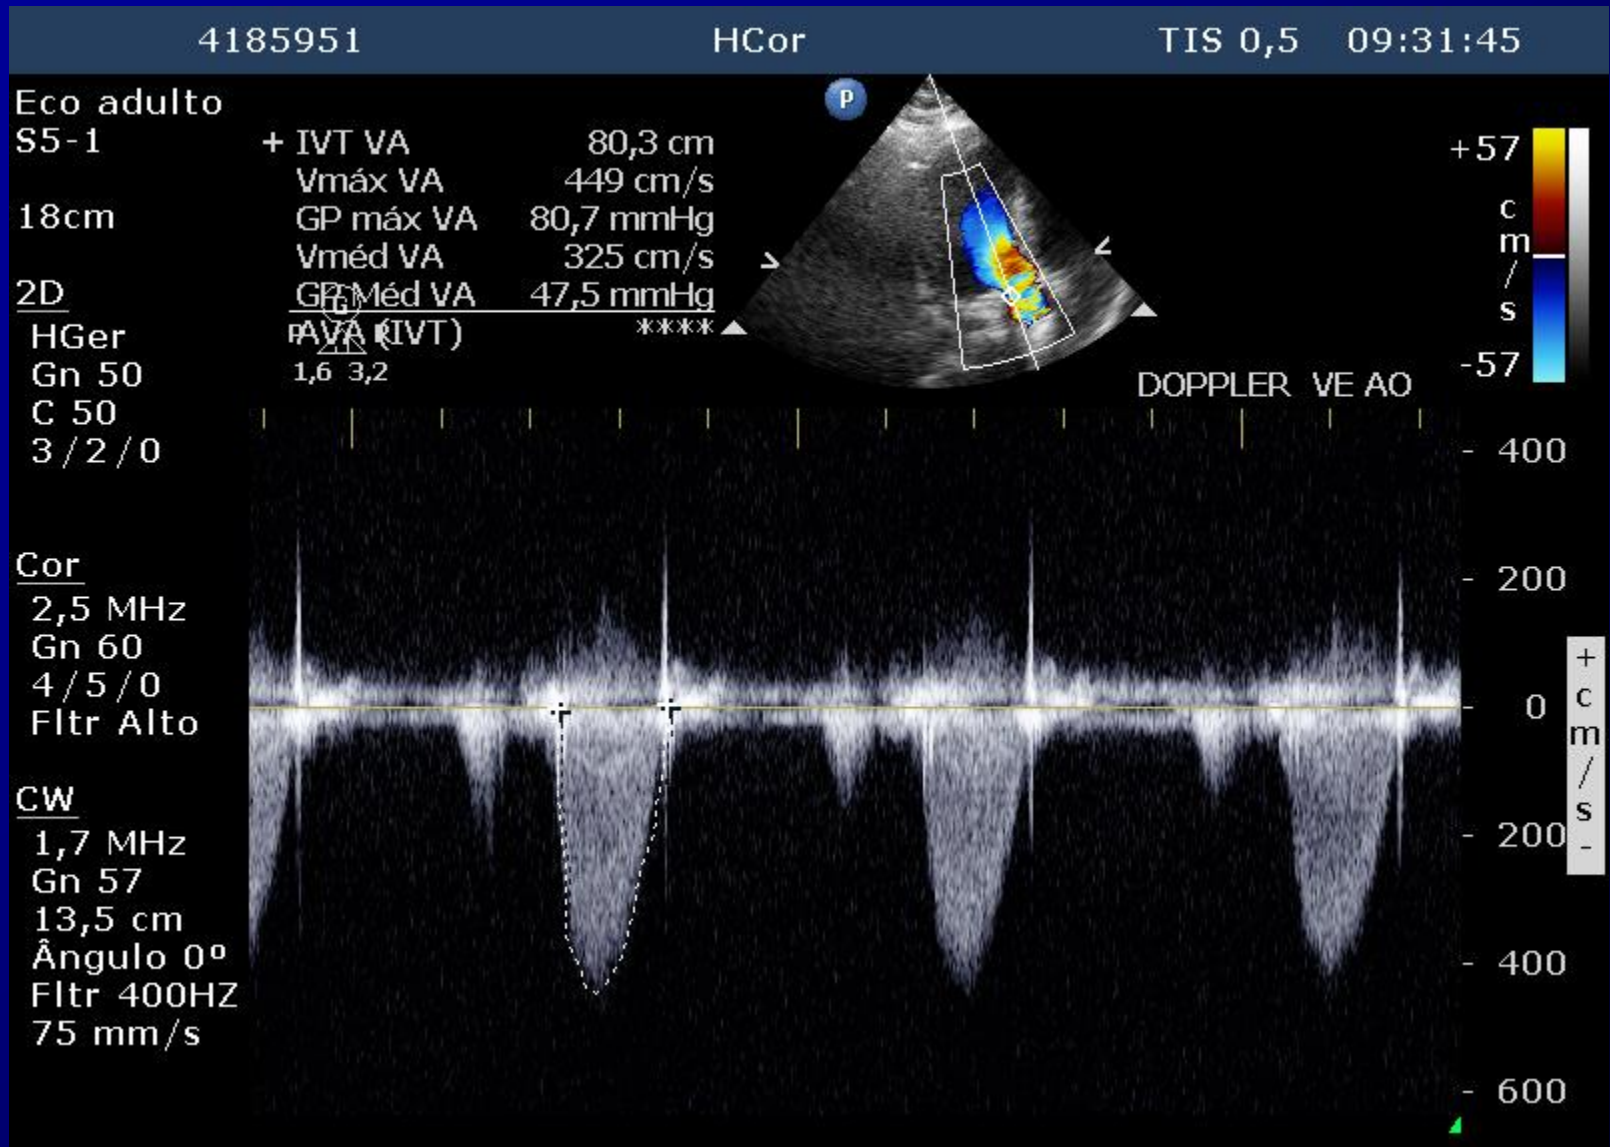 4185951 HCor TIS 0,5 09:31:45
Eco adulto
S5-1
18cm
2D
HGer
Gn 50
C 50
3/2/0
Cor
2,5 MHz
Gn 60
4/5/0
Fltr Alto
CW
1,7 MHz
Gn 57
13,5 cm
Ângulo 0º
Fltr 400HZ
75 mm/s
+ IVT VA 80,3 cm
Vmáx VA 449 cm/s
GP máx VA 80,7 mmHg
Vméd VA 325 cm/s
GP Méd VA 47,5 mmHg
AVA (IVT) ****
G
P R
1,6 3,2
P
+57
cm/s
-57
DOPPLER VE AO
400
200
0
200
400
600
+
cm/s
-